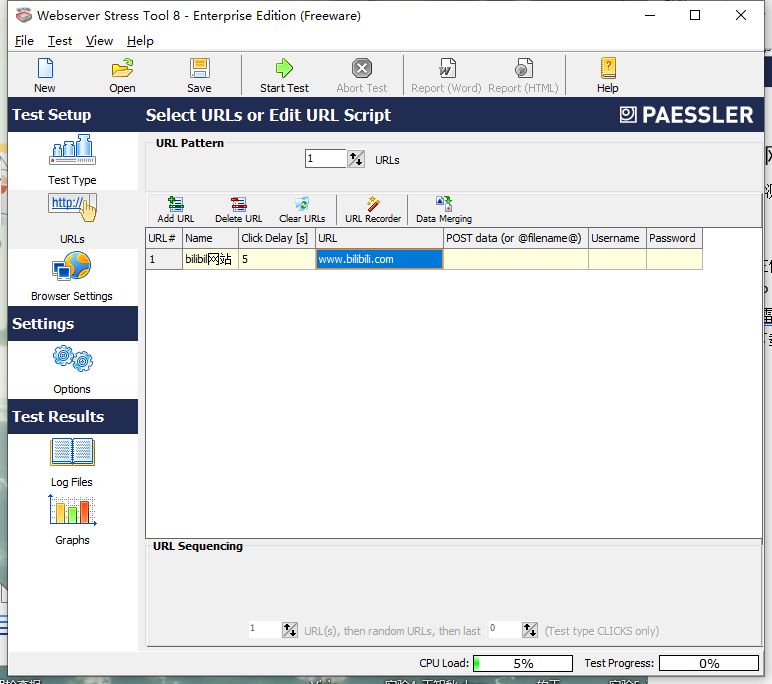 Webserver Stress Tool 8 - Enterprise Edition (Freeware)
File Test View Help
New Open Save Start Test Abort Test Report (Word) Report (HTML) Help
Test Setup
Select URLs or Edit URL Script
PAESSLER
Test Type
http://
URLs
Browser Settings
Settings
Options
Test Results
Log Files
Graphs
URL Pattern
1 URLs
Add URL Delete URL Clear URLs URL Recorder Data Merging
URL# Name Click Delay [s] URL POST data (or @filename@) Username Password
1 bilibil网站 5 www.bilibili.com
URL Sequencing
1 URL(s), then random URLs, then last 0 (Test type CLICKS only)
CPU Load: 5% Test Progress: 0%